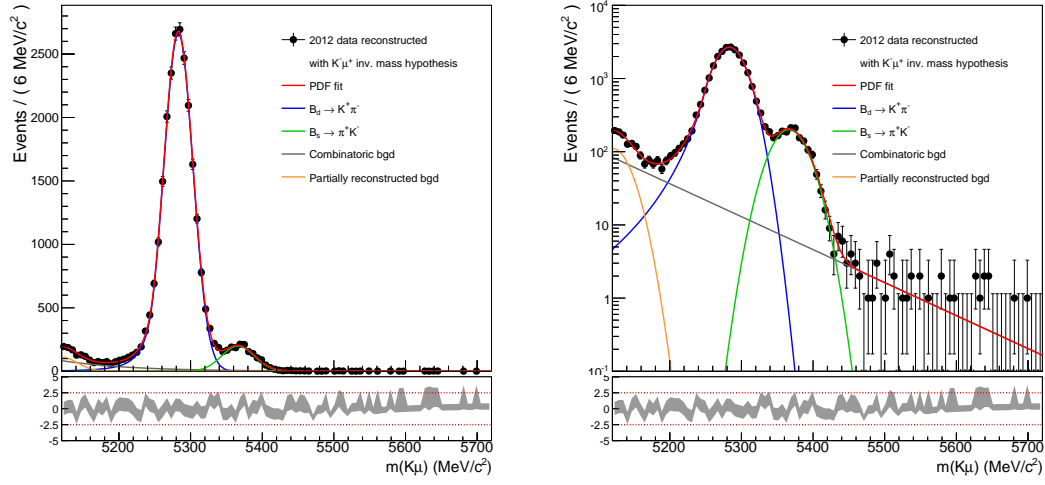 Events / ( 6 MeV/c² )
2500
2000
1500
1000
500
0
2012 data reconstructed
with K⁻μ⁺ inv. mass hypothesis
PDF fit
B_d → K⁺π⁻
B_s → π⁺K⁻
Combinatoric bgd
Partially reconstructed bgd
5
2.5
0.0
-2.5
-5
5200 5300 5400 5500 5600 5700
m(Kμ) (MeV/c²)
Events / ( 6 MeV/c² )
10⁴
10³
10²
10
1
10⁻¹
2012 data reconstructed
with K⁻μ⁺ inv. mass hypothesis
PDF fit
B_d → K⁺π⁻
B_s → π⁺K⁻
Combinatoric bgd
Partially reconstructed bgd
5
2.5
0.0
-2.5
-5
5200 5300 5400 5500 5600 5700
m(Kμ) (MeV/c²)